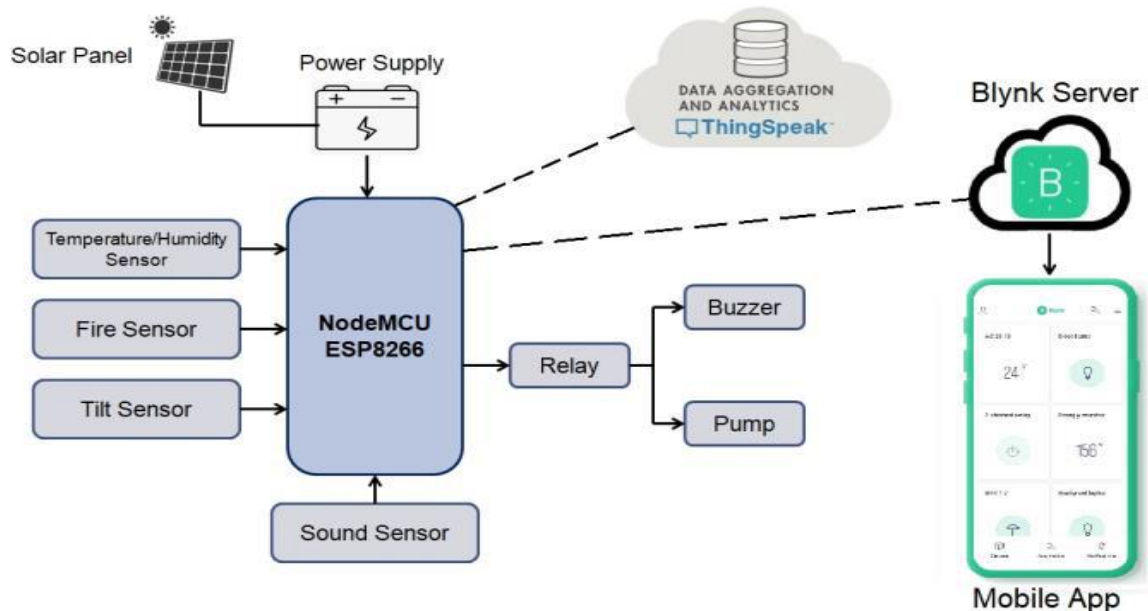 Solar Panel
Power Supply
+ −
DATA AGGREGATION
AND ANALYTICS
ThingSpeak™
Blynk Server
B
Temperature/Humidity
Sensor
Fire Sensor
Tilt Sensor
NodeMCU
ESP8266
Relay
Buzzer
Pump
Sound Sensor
24
156
Mobile App